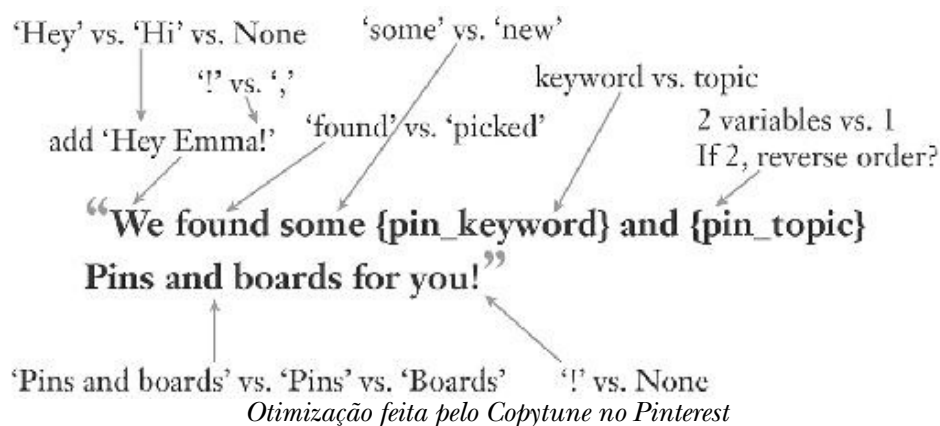 ‘Hey’ vs. ‘Hi’ vs. None
‘some’ vs. ‘new’
‘!’ vs. ‘,’
keyword vs. topic
add ‘Hey Emma!’
‘found’ vs. ‘picked’
2 variables vs. 1
If 2, reverse order?
“We found some {pin_keyword} and {pin_topic}
Pins and boards for you!”
‘Pins and boards’ vs. ‘Pins’ vs. ‘Boards’
‘!’ vs. None
Otimização feita pelo Copytune no Pinterest